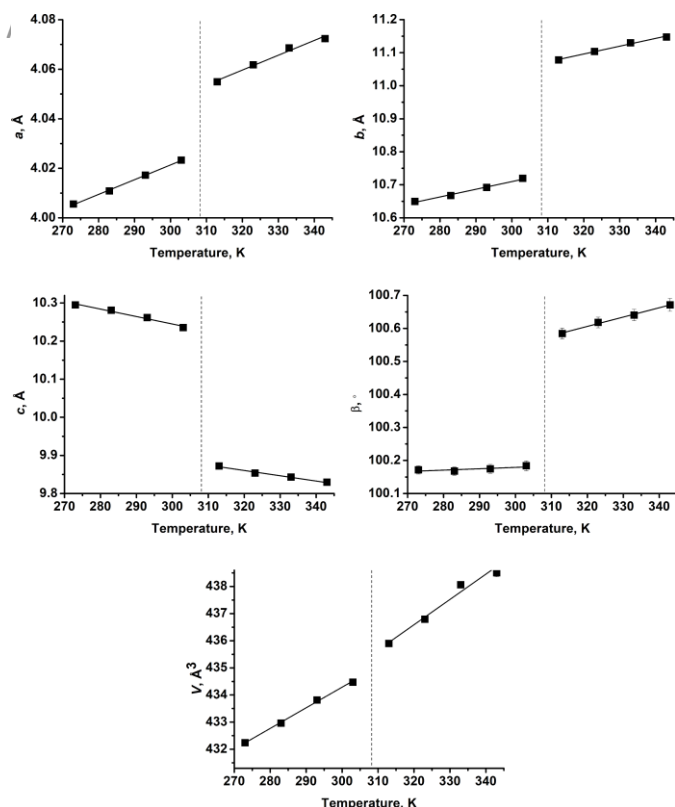 4.08
4.06
4.04
4.02
4.00
a, Å
270 280 290 300 310 320 330 340
Temperature, K
11.2
11.1
11.0
10.9
10.8
10.7
10.6
b, Å
270 280 290 300 310 320 330 340
Temperature, K
10.3
10.2
10.1
10.0
9.9
9.8
c, Å
270 280 290 300 310 320 330 340
Temperature, K
100.7
100.6
100.5
100.4
100.3
100.2
100.1
β, °
270 280 290 300 310 320 330 340
Temperature, K
438
437
436
435
434
433
432
V, Å³
270 280 290 300 310 320 330 340
Temperature, K